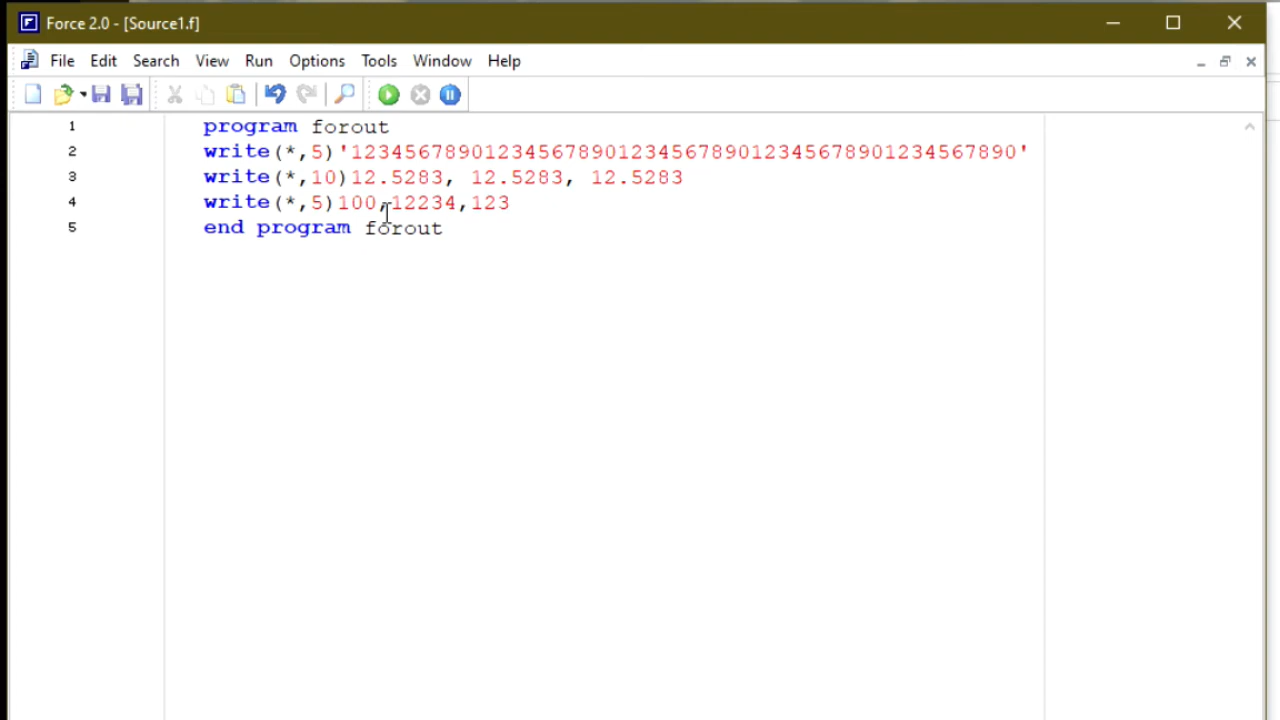 Force 2.0 - [Source1.f]
File Edit Search View Run Options Tools Window Help
1 program forout
2 write(*,5)'12345678901234567890123456789012345678901234567890'
3 write(*,10)12.5283, 12.5283, 12.5283
4 write(*,5)100,12234,123
5 end program forout